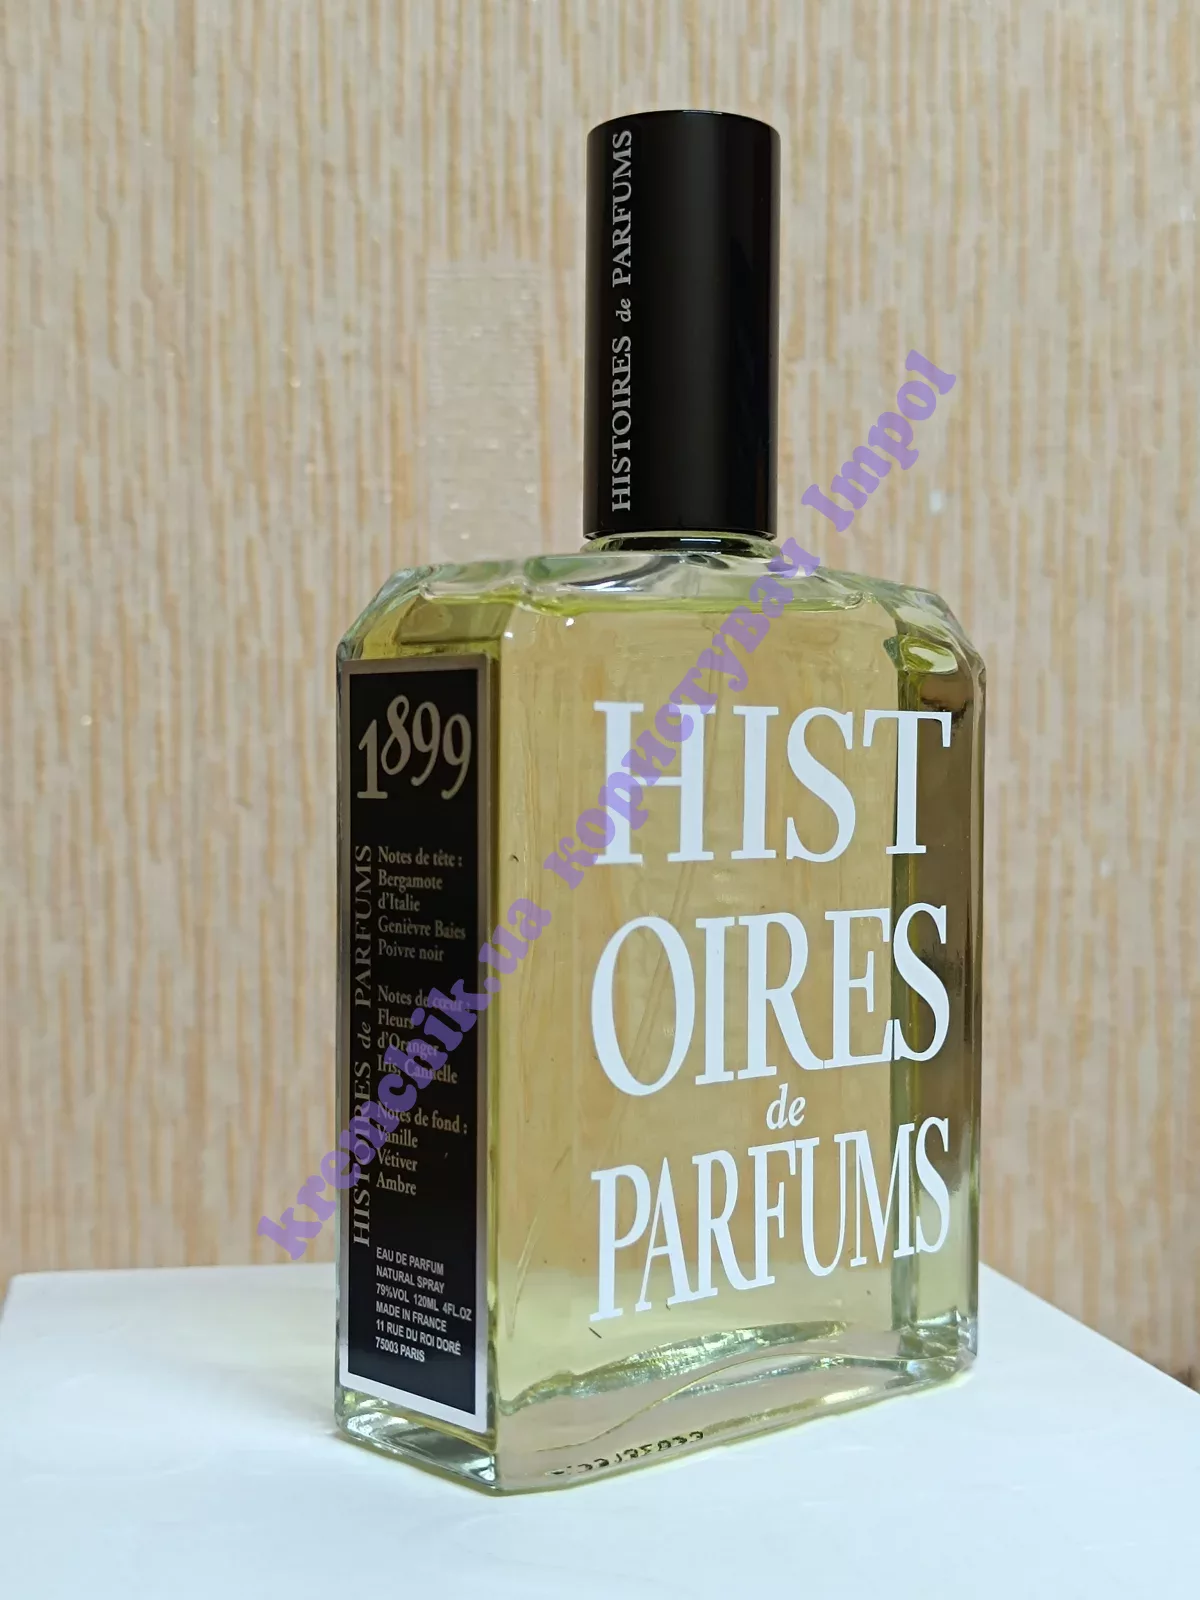 HISTOIRES de PARFUMS
1899
HISTOIRES de PARFUMS
Notes de tête :
Bergamote
d'Italie
Genièvre Baies
Poivre noir
Notes de cœur :
Fleurs
d'Oranger
Iris, Cannelle
Notes de fond :
Vanille
Vétiver
Ambre
EAU DE PARFUM
NATURAL SPRAY
79%VOL 120ML 4FL.OZ
MADE IN FRANCE
11 RUE DU ROI DORÉ
75003 PARIS
HIST
OIRES
de
PARFUMS
kremchik.ua користувач Impol